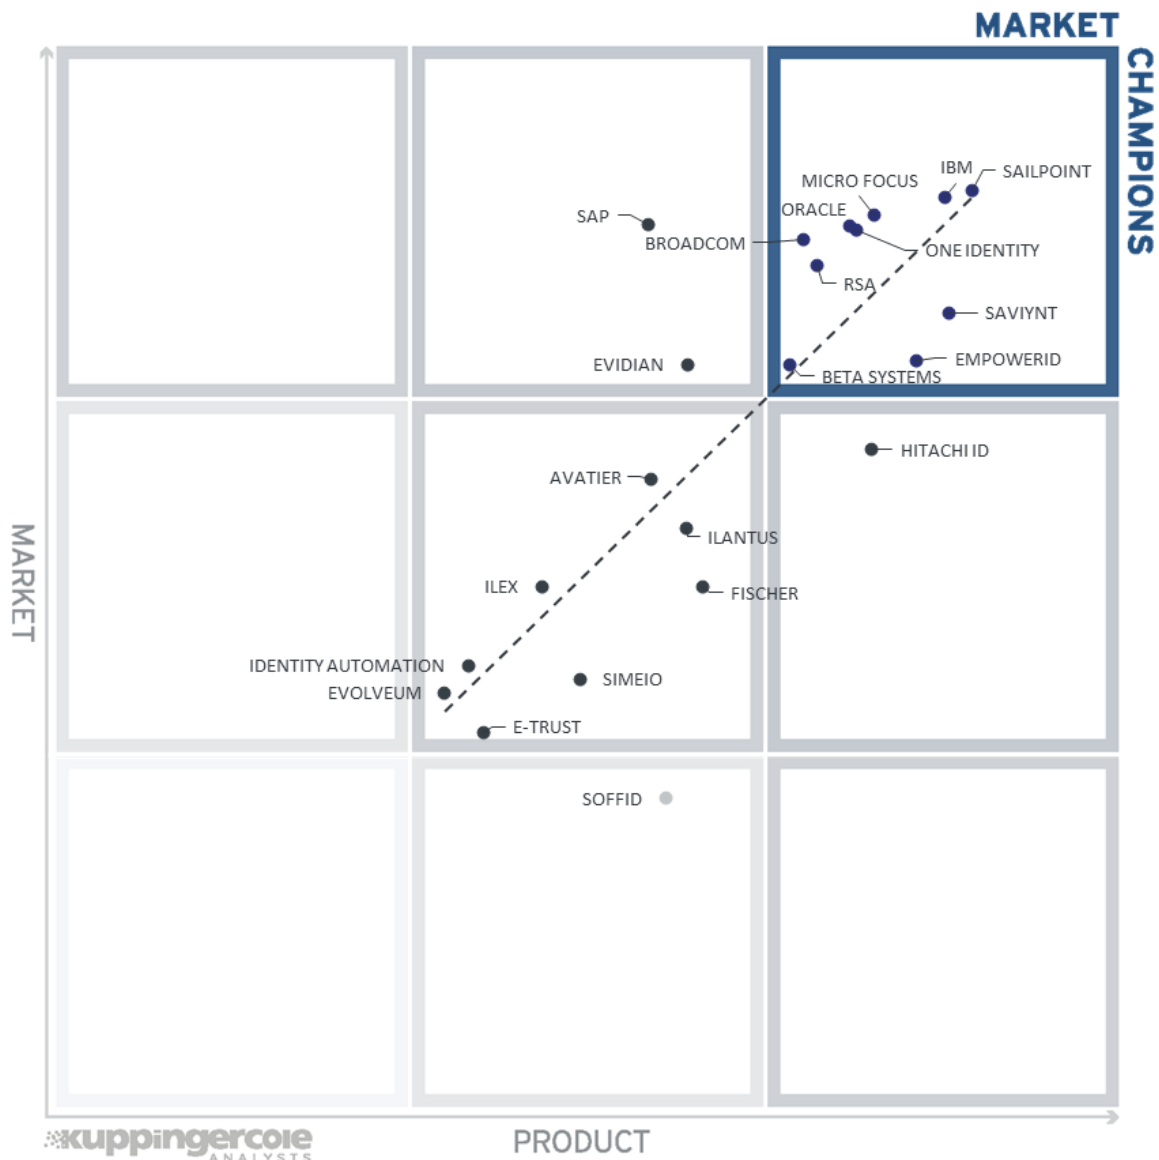 MARKET
CHAMPIONS
IBM
SAILPOINT
MICRO FOCUS
ORACLE
SAP
BROADCOM
ONE IDENTITY
RSA
SAVIYNT
EVIDIAN
EMPOWERID
BETA SYSTEMS
HITACHI ID
AVATIER
ILANTUS
MARKET
ILEX
FISCHER
IDENTITY AUTOMATION
SIMEIO
EVOLVEUM
E-TRUST
SOFFID
kuppingercole
ANALYSTS
PRODUCT